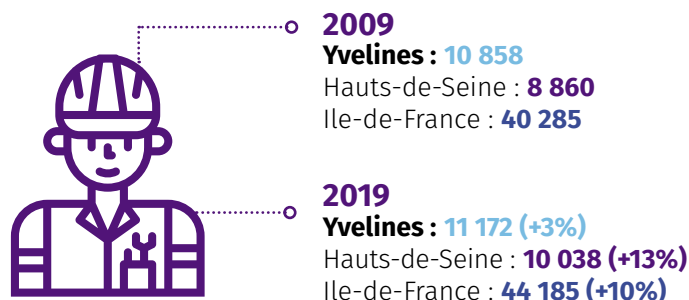 2009
Yvelines : 10 858
Hauts-de-Seine : 8 860
Ile-de-France : 40 285
2019
Yvelines : 11 172 (+3%)
Hauts-de-Seine : 10 038 (+13%)
Ile-de-France : 44 185 (+10%)